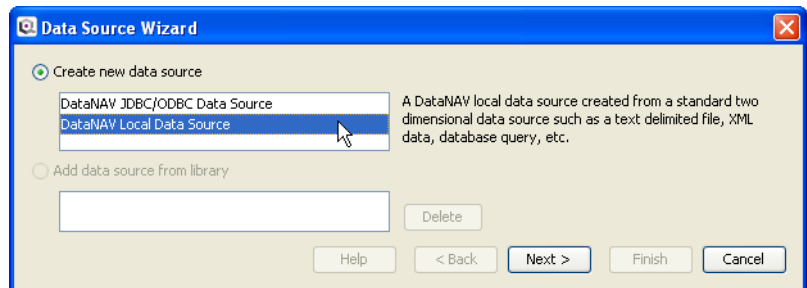 Data Source Wizard
Create new data source
DataNAV JDBC/ODBC Data Source
DataNAV Local Data Source
A DataNAV local data source created from a standard two
dimensional data source such as a text delimited file, XML
data, database query, etc.
Add data source from library
Delete
Help < Back Next > Finish Cancel